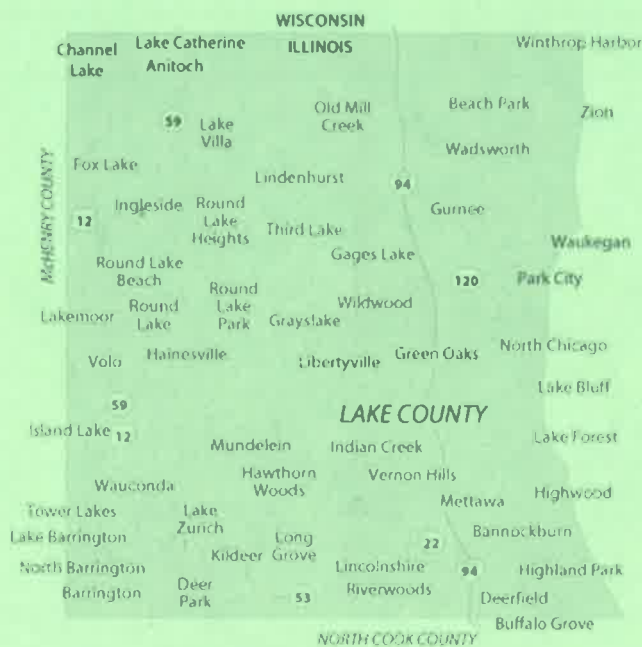 WISCONSIN
ILLINOIS
Channel
Lake
Lake Catherine
Anitoch
Winthrop Harbor
Old Mill
Creek
Beach Park
Zion
59
Lake
Villa
Wadsworth
Fox Lake
Lindenhurst
94
McHENRY COUNTY
12
Ingleside
Round
Lake
Heights
Third Lake
Gurnee
Gages Lake
Waukegan
Round Lake
Beach
120
Park City
Lakemoor
Round
Lake
Round
Lake
Park
Wildwood
Grayslake
Volo
Hainesville
Libertyville
Green Oaks
North Chicago
Lake Bluff
59
LAKE COUNTY
Island Lake
12
Lake Forest
Mundelein
Indian Creek
Wauconda
Hawthorn
Woods
Vernon Hills
Mettawa
Highwood
Tower Lakes
Lake
Zurich
Lake Barrington
Long
Grove
Kildeer
22
Bannockburn
North Barrington
Lincolnshire
94
Highland Park
Barrington
Deer
Park
53
Riverwoods
Deerfield
Buffalo Grove
NORTH COOK COUNTY